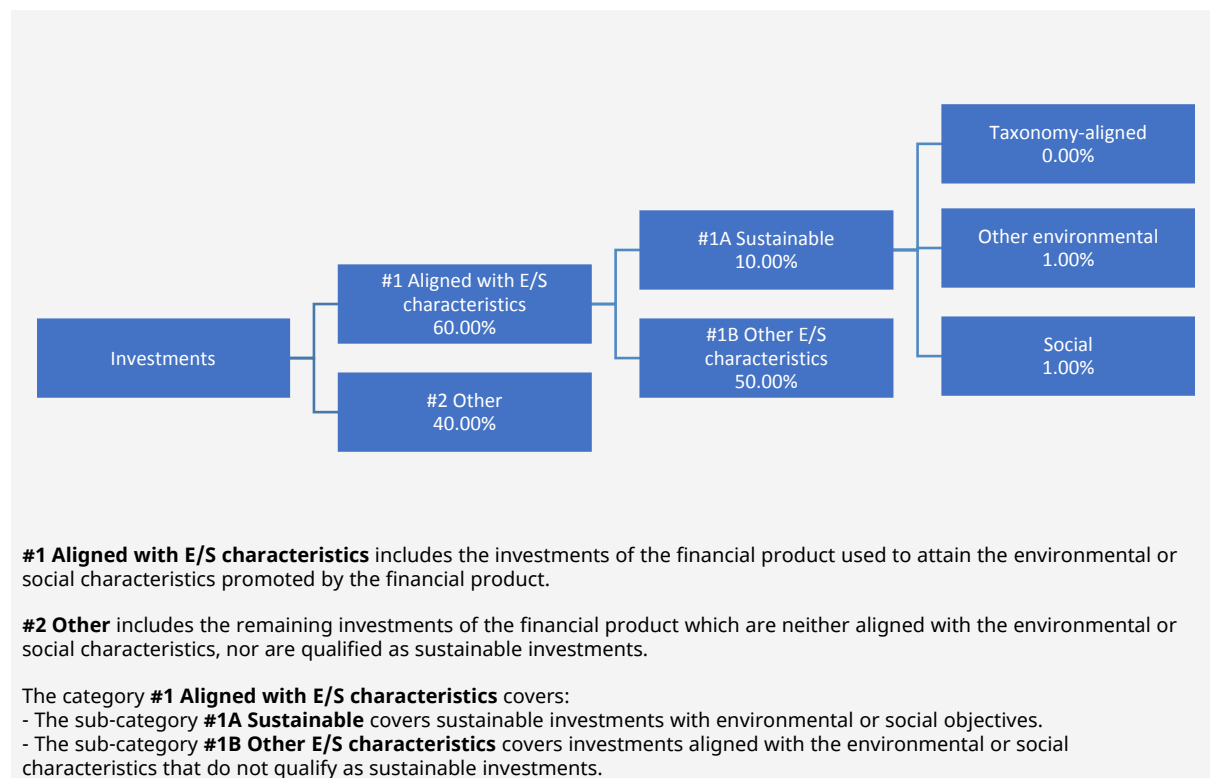 Taxonomy-aligned
0.00%
#1A Sustainable
10.00%
Other environmental
1.00%
#1 Aligned with E/S
characteristics
60.00%
Investments
#1B Other E/S
characteristics
50.00%
Social
1.00%
#2 Other
40.00%
#1 Aligned with E/S characteristics includes the investments of the financial product used to attain the environmental or
social characteristics promoted by the financial product.
#2 Other includes the remaining investments of the financial product which are neither aligned with the environmental or
social characteristics, nor are qualified as sustainable investments.
The category #1 Aligned with E/S characteristics covers:
- The sub-category #1A Sustainable covers sustainable investments with environmental or social objectives.
- The sub-category #1B Other E/S characteristics covers investments aligned with the environmental or social
characteristics that do not qualify as sustainable investments.